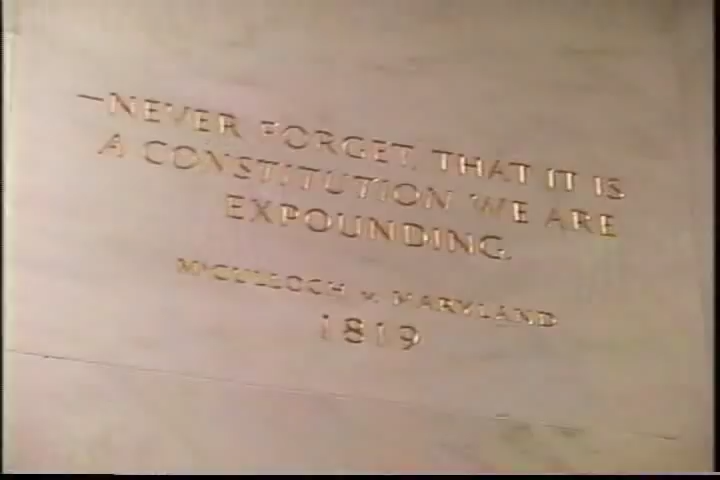 —NEVER FORGET, THAT IT IS
A CONSTITUTION WE ARE
EXPOUNDING.
McCULLOCH v. MARYLAND
1819